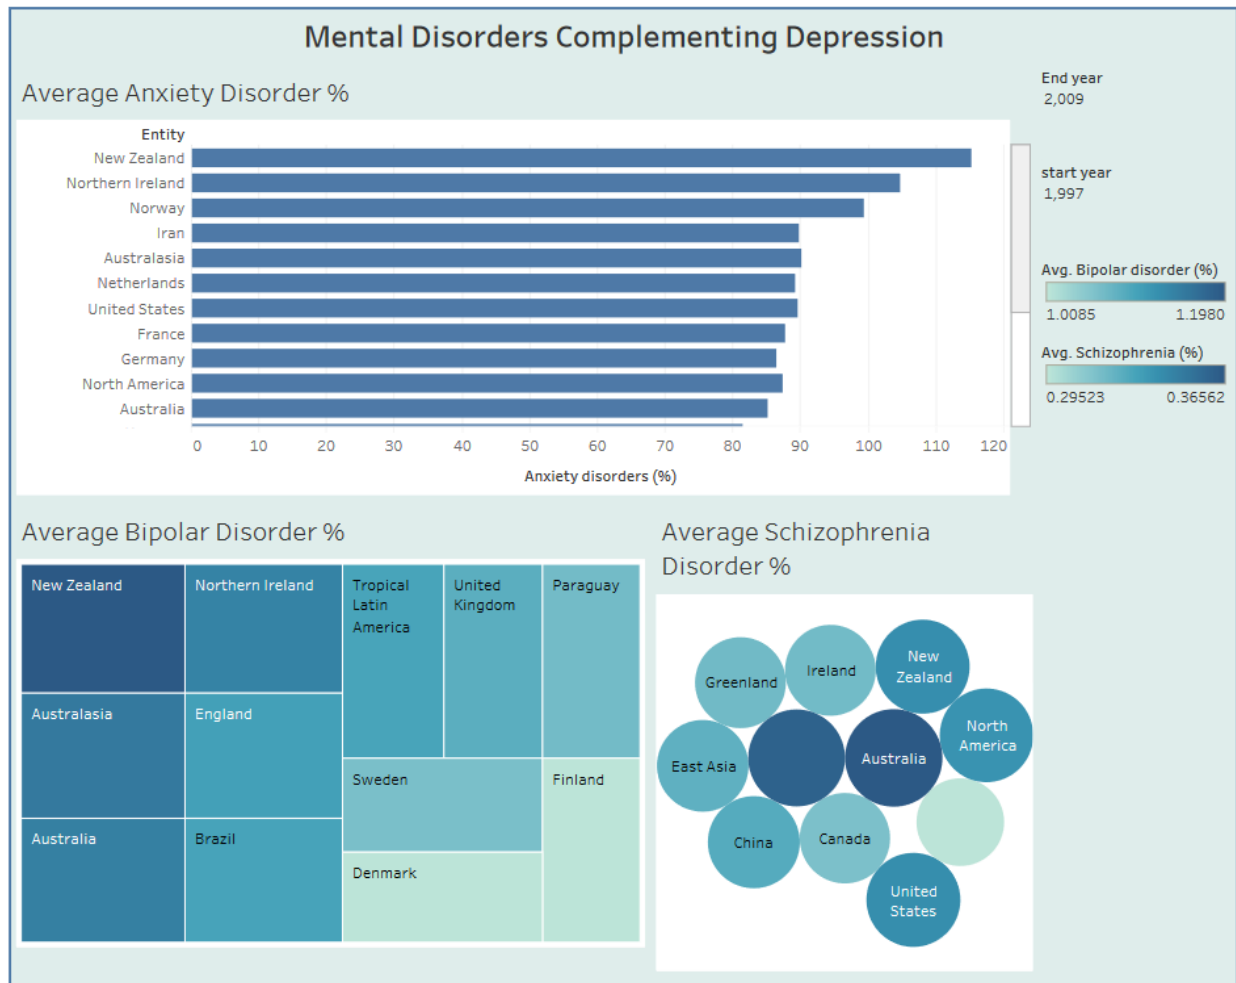 Mental Disorders Complementing Depression
Average Anxiety Disorder %
Entity
New Zealand
Northern Ireland
Norway
Iran
Australasia
Netherlands
United States
France
Germany
North America
Australia
0 10 20 30 40 50 60 70 80 90 100 110 120
Anxiety disorders (%)
End year
2,009
start year
1,997
Avg. Bipolar disorder (%)
1.0085 1.1980
Avg. Schizophrenia (%)
0.29523 0.36562
Average Bipolar Disorder %
New Zealand
Australasia
Australia
Northern Ireland
England
Brazil
Tropical
Latin
America
United
Kingdom
Paraguay
Sweden
Denmark
Finland
Average Schizophrenia
Disorder %
Greenland
Ireland
New
Zealand
North
America
East Asia
Australia
China
Canada
United
States